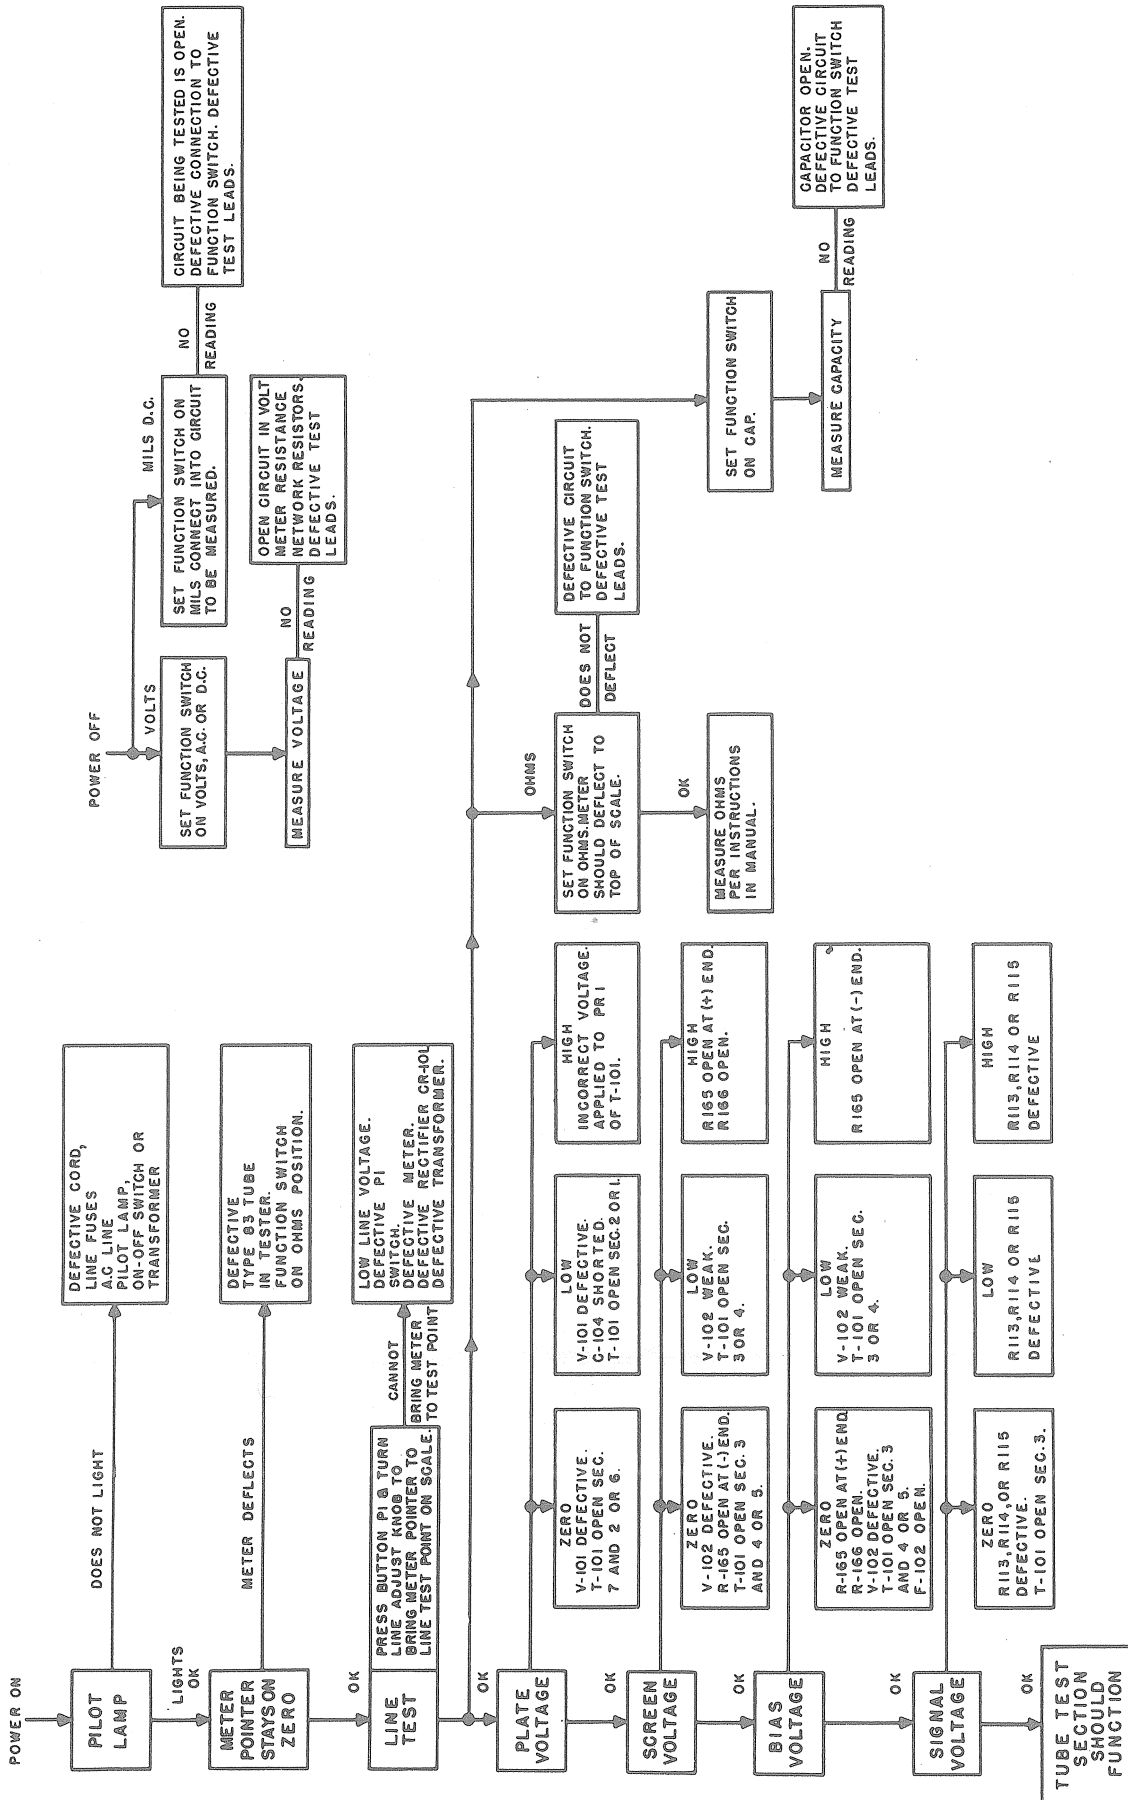 POWER ON
PILOT
LAMP
DOES NOT LIGHT
DEFECTIVE CORD,
LINE FUSES
A.C LINE
PILOT LAMP,
ON-OFF SWITCH OR
TRANSFORMER
LIGHTS
OK
METER
POINTER
STAYS ON
ZERO
METER DEFLECTS
DEFECTIVE
TYPE 83 TUBE
IN TESTER.
FUNCTION SWITCH
ON OHMS POSITION.
OK
LINE
TEST
PRESS BUTTON P1 & TURN
LINE ADJUST KNOB TO
BRING METER POINTER TO
LINE TEST POINT ON SCALE.
CANNOT
BRING METER
TO TEST POINT
LOW LINE VOLTAGE.
DEFECTIVE P1
SWITCH.
DEFECTIVE METER.
DEFECTIVE RECTIFIER CR-101.
DEFECTIVE TRANSFORMER.
OK
PLATE
VOLTAGE
ZERO
V-101 DEFECTIVE.
T-101 OPEN SEC.
7 AND 2 OR 6.
LOW
V-101 DEFECTIVE.
C-104 SHORTED.
T-101 OPEN SEC.2 OR 1.
HIGH
INCORRECT VOLTAGE.
APPLIED TO PRI
OF T-101.
OK
SCREEN
VOLTAGE
ZERO
V-102 DEFECTIVE.
R-165 OPEN AT (-) END.
T-101 OPEN SEC. 3
AND 4 OR 5.
LOW
V-102 WEAK.
T-101 OPEN SEC.
3 OR 4.
HIGH
R165 OPEN AT (+) END.
R166 OPEN.
OK
BIAS
VOLTAGE
ZERO
R-165 OPEN AT (+) END
R-166 OPEN.
V-102 DEFECTIVE.
T-101 OPEN SEC. 3
AND 4 OR 5.
F-102 OPEN.
LOW
V-102 WEAK.
T-101 OPEN SEC.
3 OR 4.
HIGH
R165 OPEN AT (-) END.
OK
SIGNAL
VOLTAGE
ZERO
R113, R114, OR R115
DEFECTIVE.
T-101 OPEN SEC. 3.
LOW
R113, R114 OR R115
DEFECTIVE
HIGH
R113, R114 OR R115
DEFECTIVE
OK
TUBE TEST
SECTION
SHOULD
FUNCTION
OHMS
SET FUNCTION SWITCH
ON OHMS. METER
SHOULD DEFLECT TO
TOP OF SCALE.
DOES NOT
DEFLECT
DEFECTIVE CIRCUIT
TO FUNCTION SWITCH.
DEFECTIVE TEST
LEADS.
OK
MEASURE OHMS
PER INSTRUCTIONS
IN MANUAL.
SET FUNCTION SWITCH
ON CAP.
MEASURE CAPACITY
NO
READING
CAPACITOR OPEN.
DEFECTIVE CIRCUIT
TO FUNCTION SWITCH
DEFECTIVE TEST
LEADS.
POWER OFF
VOLTS
SET FUNCTION SWITCH
ON VOLTS, A.C. OR D.C.
MEASURE VOLTAGE
NO
READING
OPEN CIRCUIT IN VOLT
METER RESISTANCE
NETWORK RESISTORS.
DEFECTIVE TEST
LEADS.
MILS D.C.
SET FUNCTION SWITCH ON
MILS CONNECT INTO CIRCUIT
TO BE MEASURED.
NO
READING
CIRCUIT BEING TESTED IS OPEN.
DEFECTIVE CONNECTION TO
FUNCTION SWITCH. DEFECTIVE
TEST LEADS.